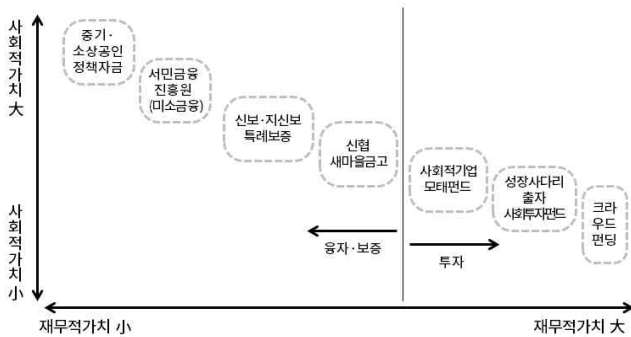 사회적가치 大
중기·
소상공인
정책자금
서민금융
진흥원
(미소금융)
신보·지신보
특례보증
신협
새마을금고
사회적기업
모태펀드
성장사다리
출자
사회투자펀드
크라
우드
펀딩
사회적가치 小
융자·보증
투자
재무적가치 小
재무적가치 大